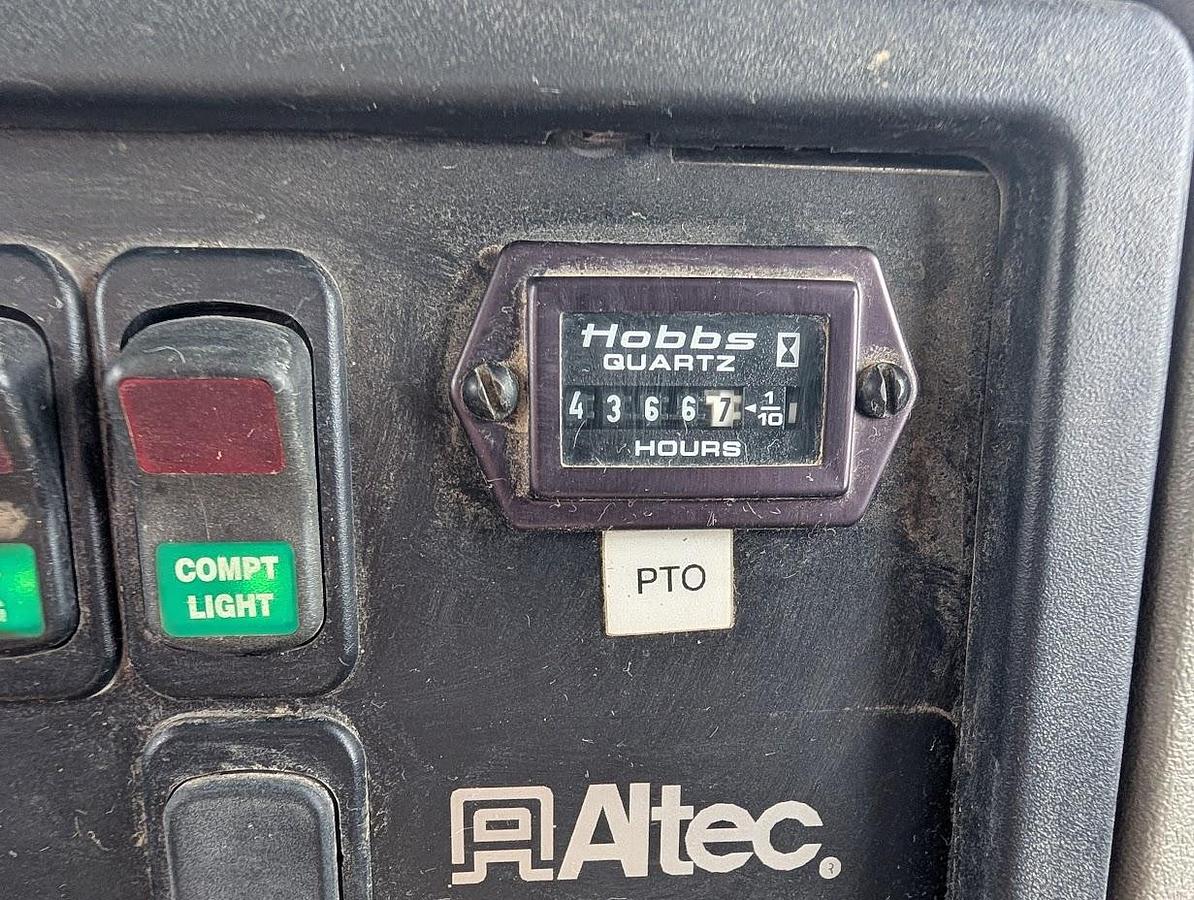 Hobbs
QUARTZ
4 3 6 6 7 ◄ 1/10
HOURS
PTO
COMPT
LIGHT
G
Altec®